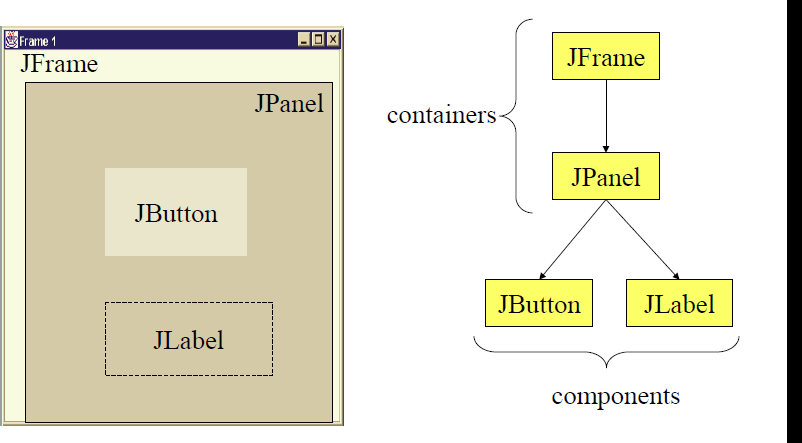 Frame 1
JFrame
JPanel
JButton
JLabel
JFrame
containers
JPanel
JButton
JLabel
components